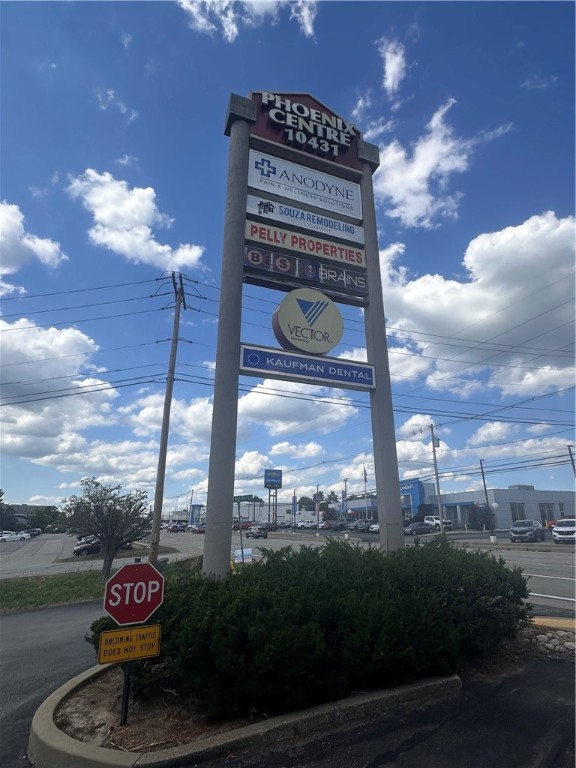 PHOENIX
CENTRE
10431
ANODYNE
PAIN & WELLNESS SOLUTIONS
SOUZA REMODELING
PELLY PROPERTIES
BRAINS
VECTOR
KAUFMAN DENTAL
STOP
ONCOMING TRAFFIC
DOES NOT STOP